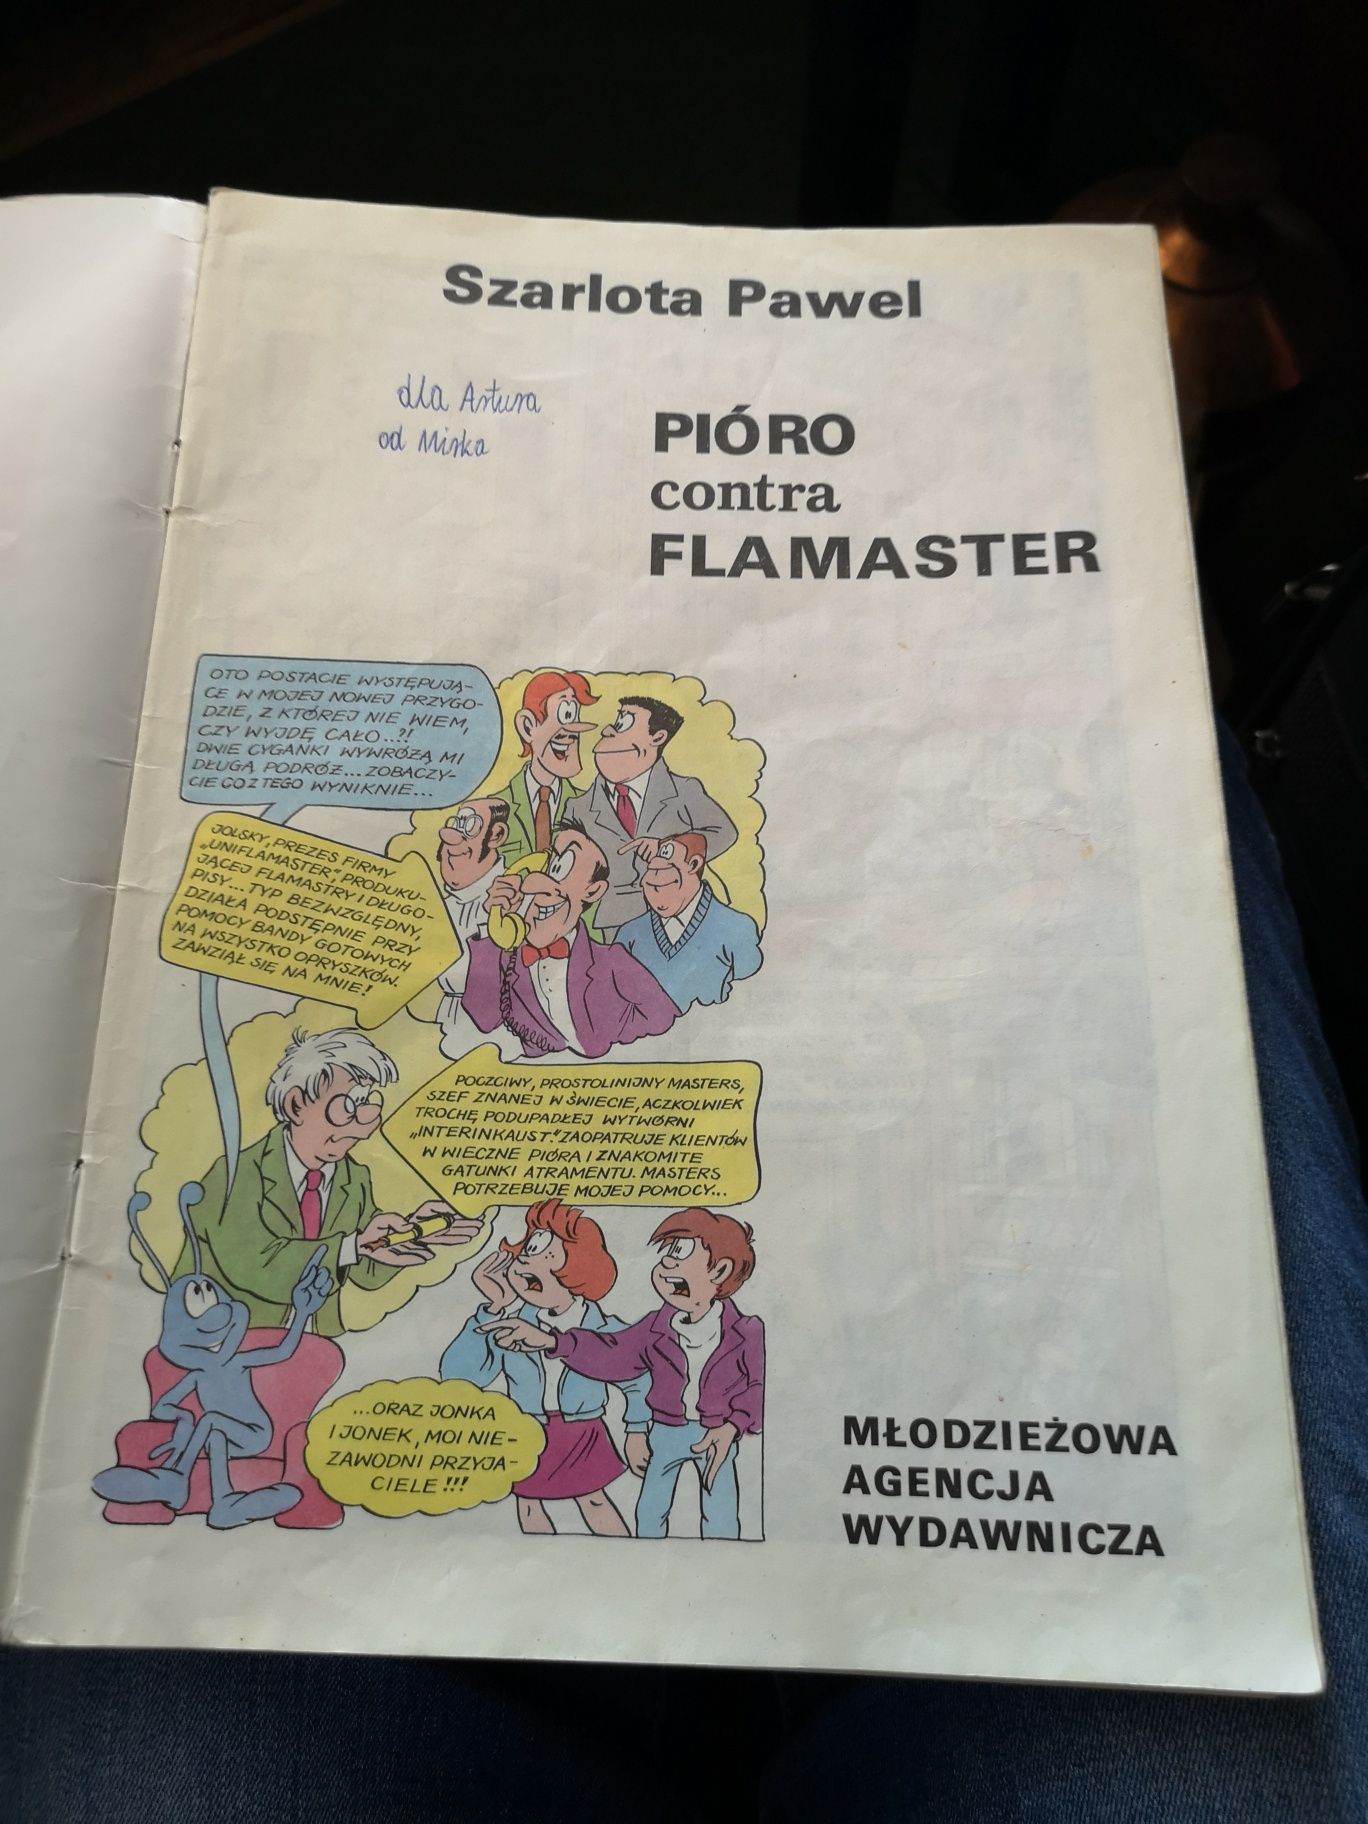 Szarlota Pawel
dla Artura
od Mirka
PIÓRO
contra
FLAMASTER
OTO POSTACIE WYSTĘPUJĄ-
CE W MOJEJ NOWEJ PRZYGO-
DZIE, Z KTÓREJ NIE WIEM,
CZY WYJDĘ CAŁO..?!
DWIE CYGANKI WYWRÓŻĄ MI
DŁUGĄ PODRÓŻ... ZOBACZY-
CIE CO Z TEGO WYNIKNIE...
JOLSKY, PREZES FIRMY
„UNIFLAMASTER", PRODUKU-
JĄCEJ FLAMASTRY I DŁUGO-
PISY... TYP BEZWZGLĘDNY,
DZIAŁA PODSTĘPNIE PRZY
POMOCY BANDY GOTOWYCH
NA WSZYSTKO OPRYSZKÓW.
ZAWZIĄŁ SIĘ NA MNIE!
POCZCIWY, PROSTOLINIJNY MASTERS,
SZEF ZNANEJ W ŚWIECIE, ACZKOLWIEK
TROCHĘ PODUPADŁEJ WYTWÓRNI
„INTERINKAUST." ZAOPATRUJE KLIENTÓW
W WIECZNE PIÓRA I ZNAKOMITE
GATUNKI ATRAMENTU. MASTERS
POTRZEBUJE MOJEJ POMOCY...
...ORAZ JONKA
I JONEK, MOI NIE-
ZAWODNI PRZYJA-
CIELE!!!
MŁODZIEŻOWA
AGENCJA
WYDAWNICZA